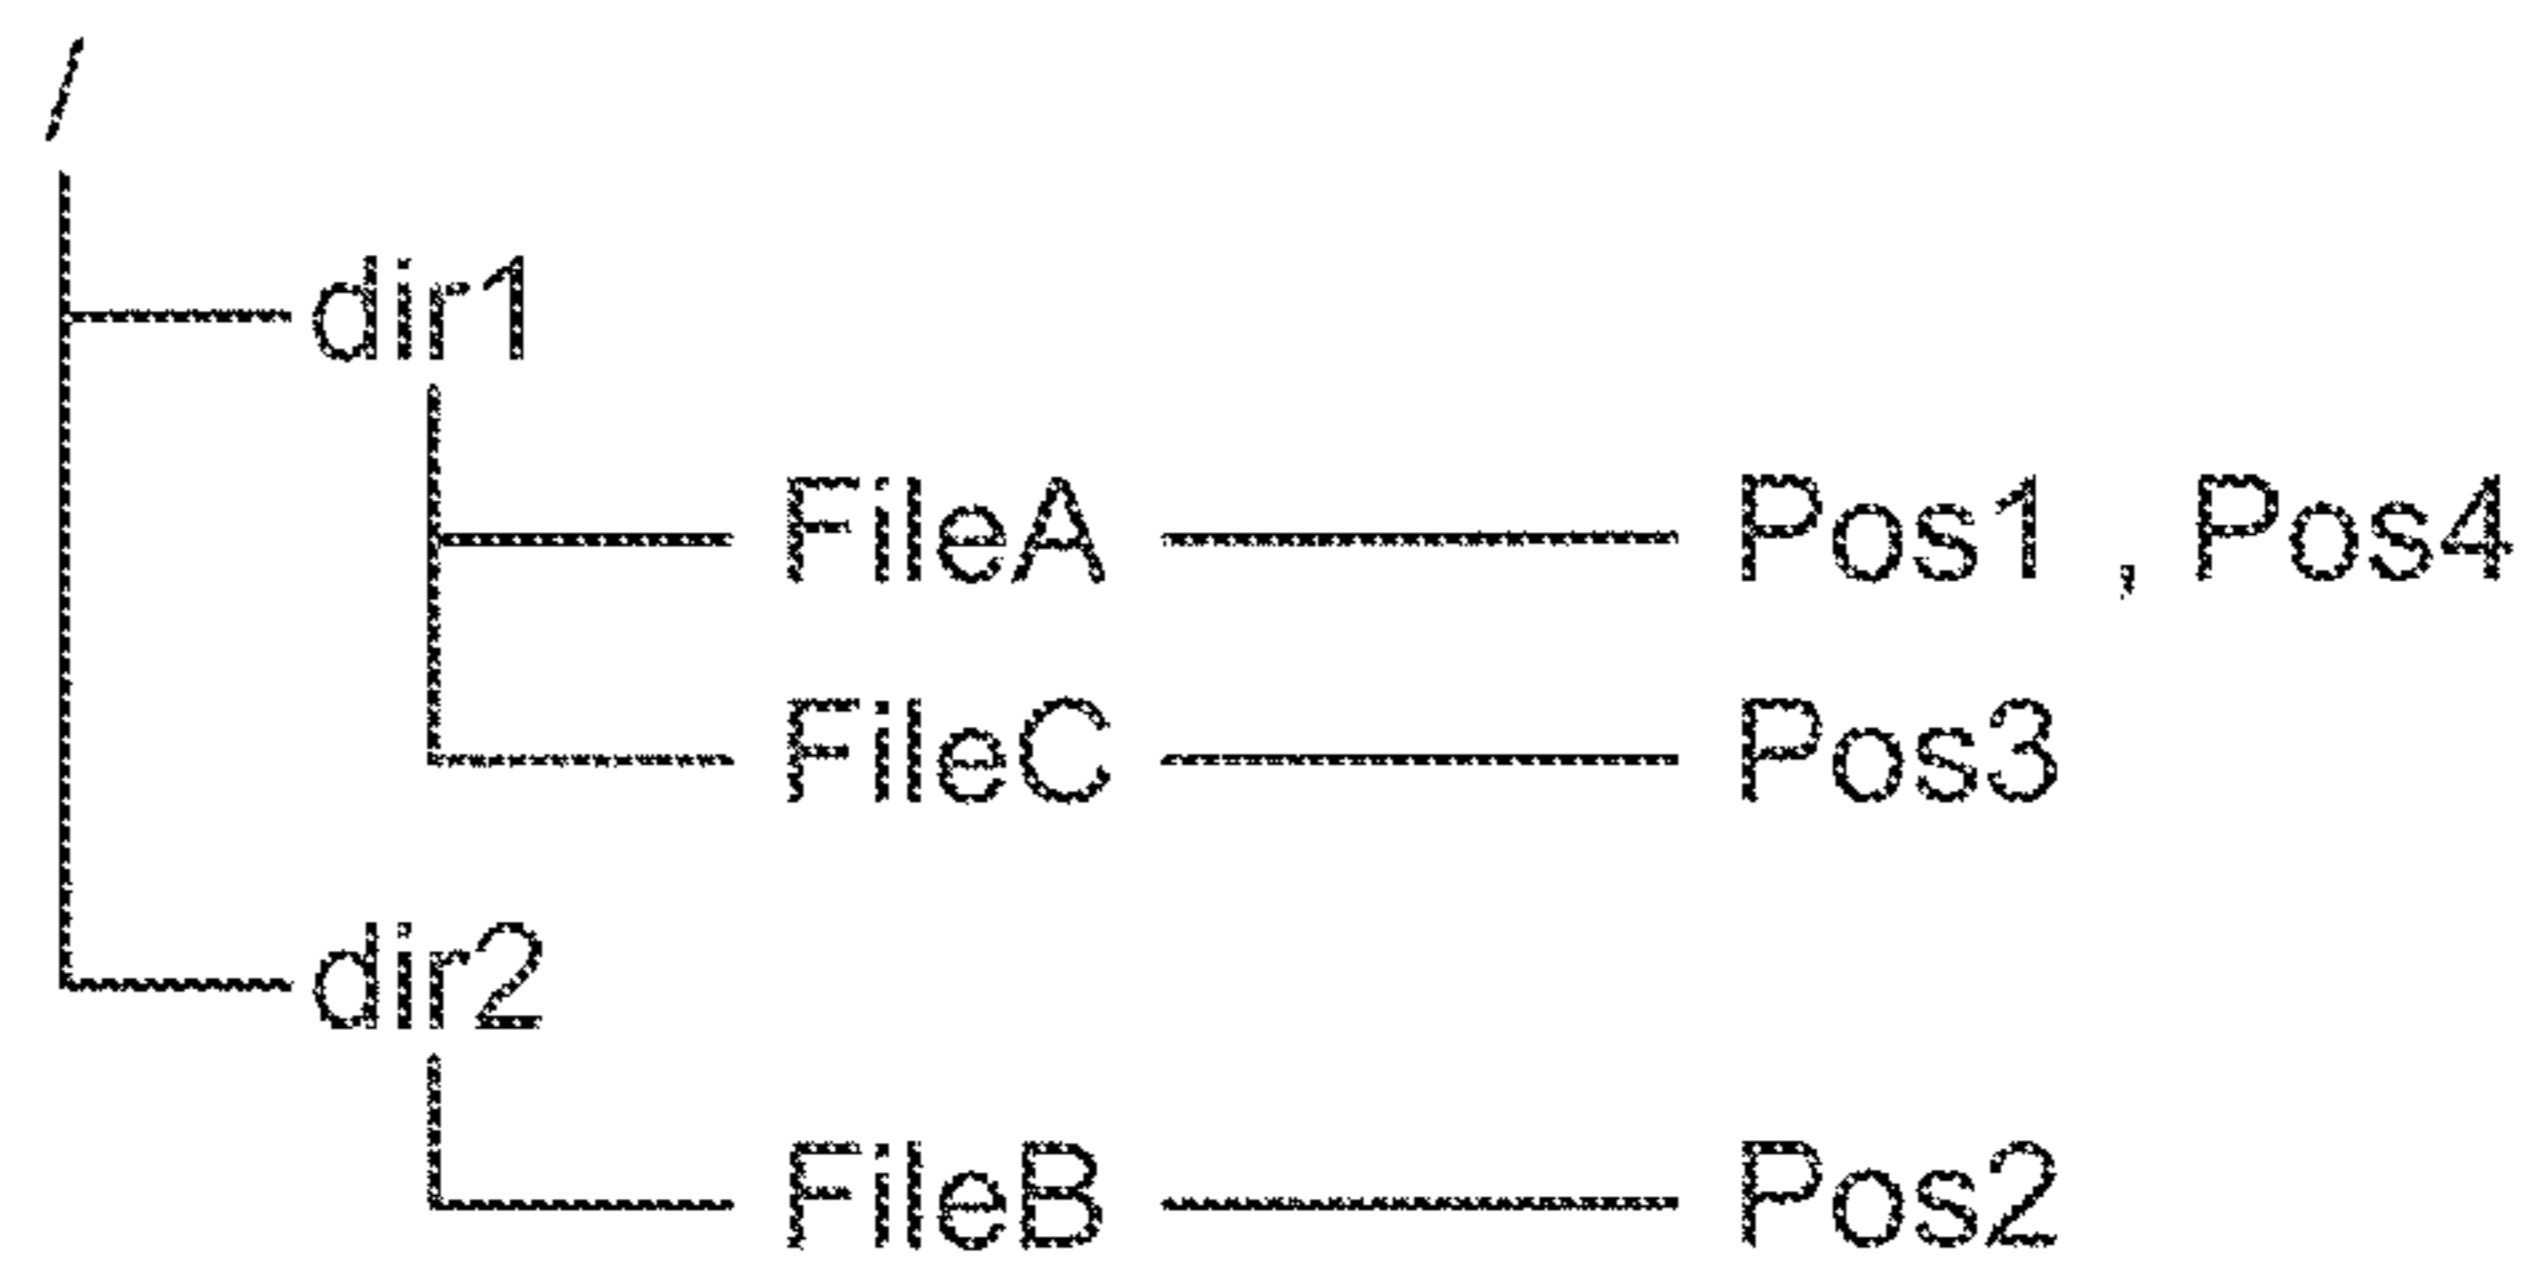 /
dir1
FileA Pos1 , Pos4
FileC Pos3
dir2
FileB Pos2